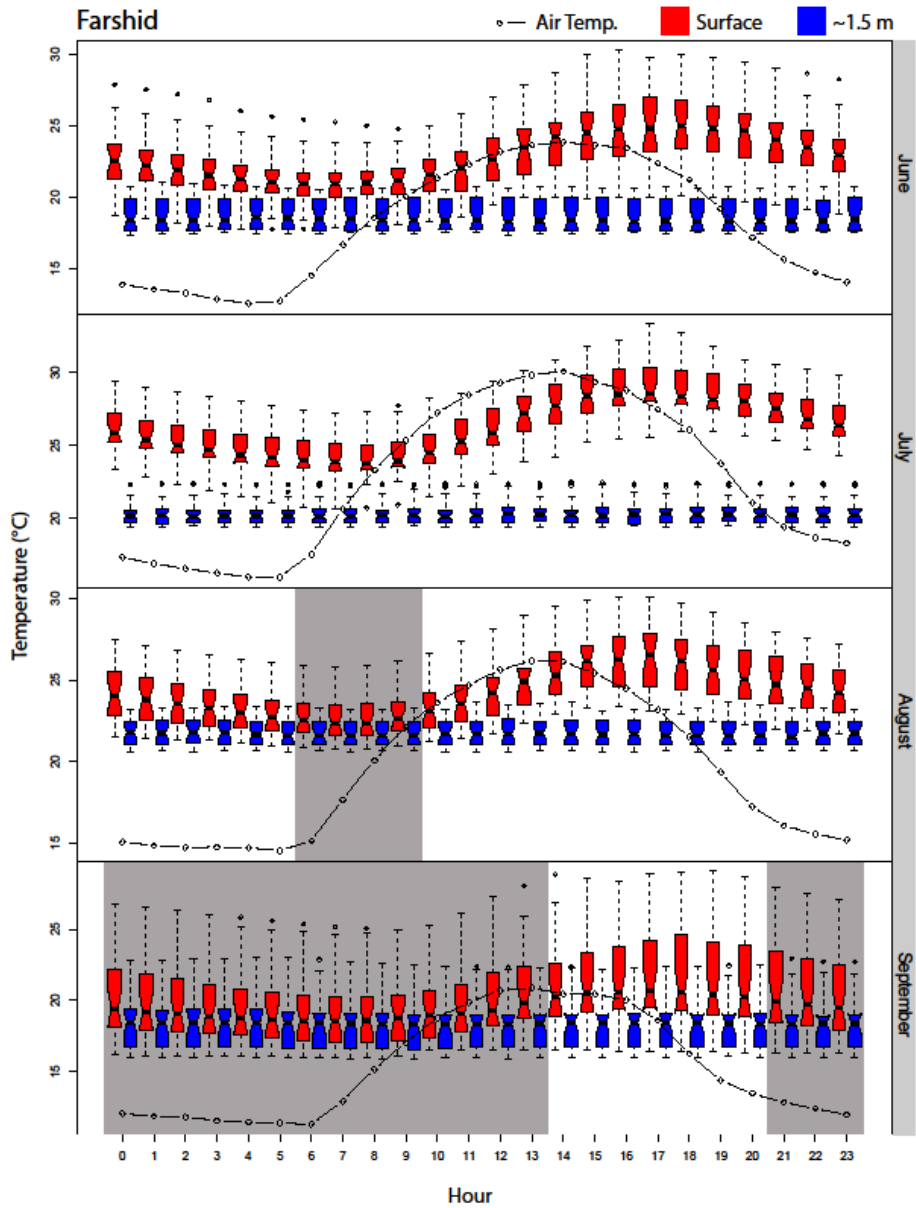 Farshid
Air Temp. Surface ~1.5 m
30
25
20
15
June
30
25
20
July
30
25
20
15
August
25
20
15
September
Temperature (°C)
0 1 2 3 4 5 6 7 8 9 10 11 12 13 14 15 16 17 18 19 20 21 22 23
Hour